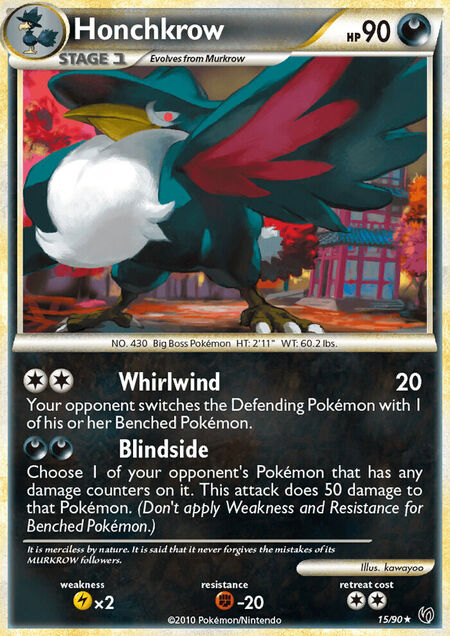 Honchkrow
HP 90
STAGE 1
Evolves from Murkrow
NO. 430 Big Boss Pokémon HT: 2'11" WT: 60.2 lbs.
Whirlwind 20
Your opponent switches the Defending Pokémon with 1
of his or her Benched Pokémon.
Blindside
Choose 1 of your opponent's Pokémon that has any
damage counters on it. This attack does 50 damage to
that Pokémon. (Don't apply Weakness and Resistance for
Benched Pokémon.)
It is merciless by nature. It is said that it never forgives the mistakes of its
MURKROW followers.
Illus. kawayoo
weakness resistance retreat cost
×2 -20
©2010 Pokémon/Nintendo 15/90★